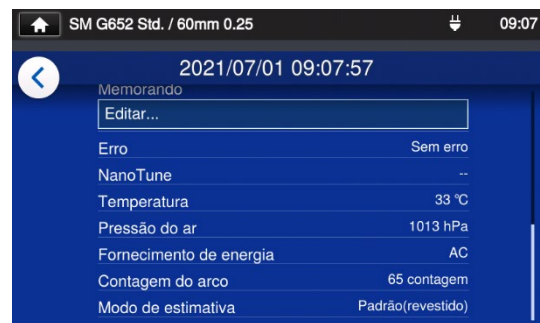 SM G652 Std. / 60mm 0.25 09:07
2021/07/01 09:07:57
Memorando
Editar...
Erro Sem erro
NanoTune --
Temperatura 33 ℃
Pressão do ar 1013 hPa
Fornecimento de energia AC
Contagem do arco 65 contagem
Modo de estimativa Padrão(revestido)